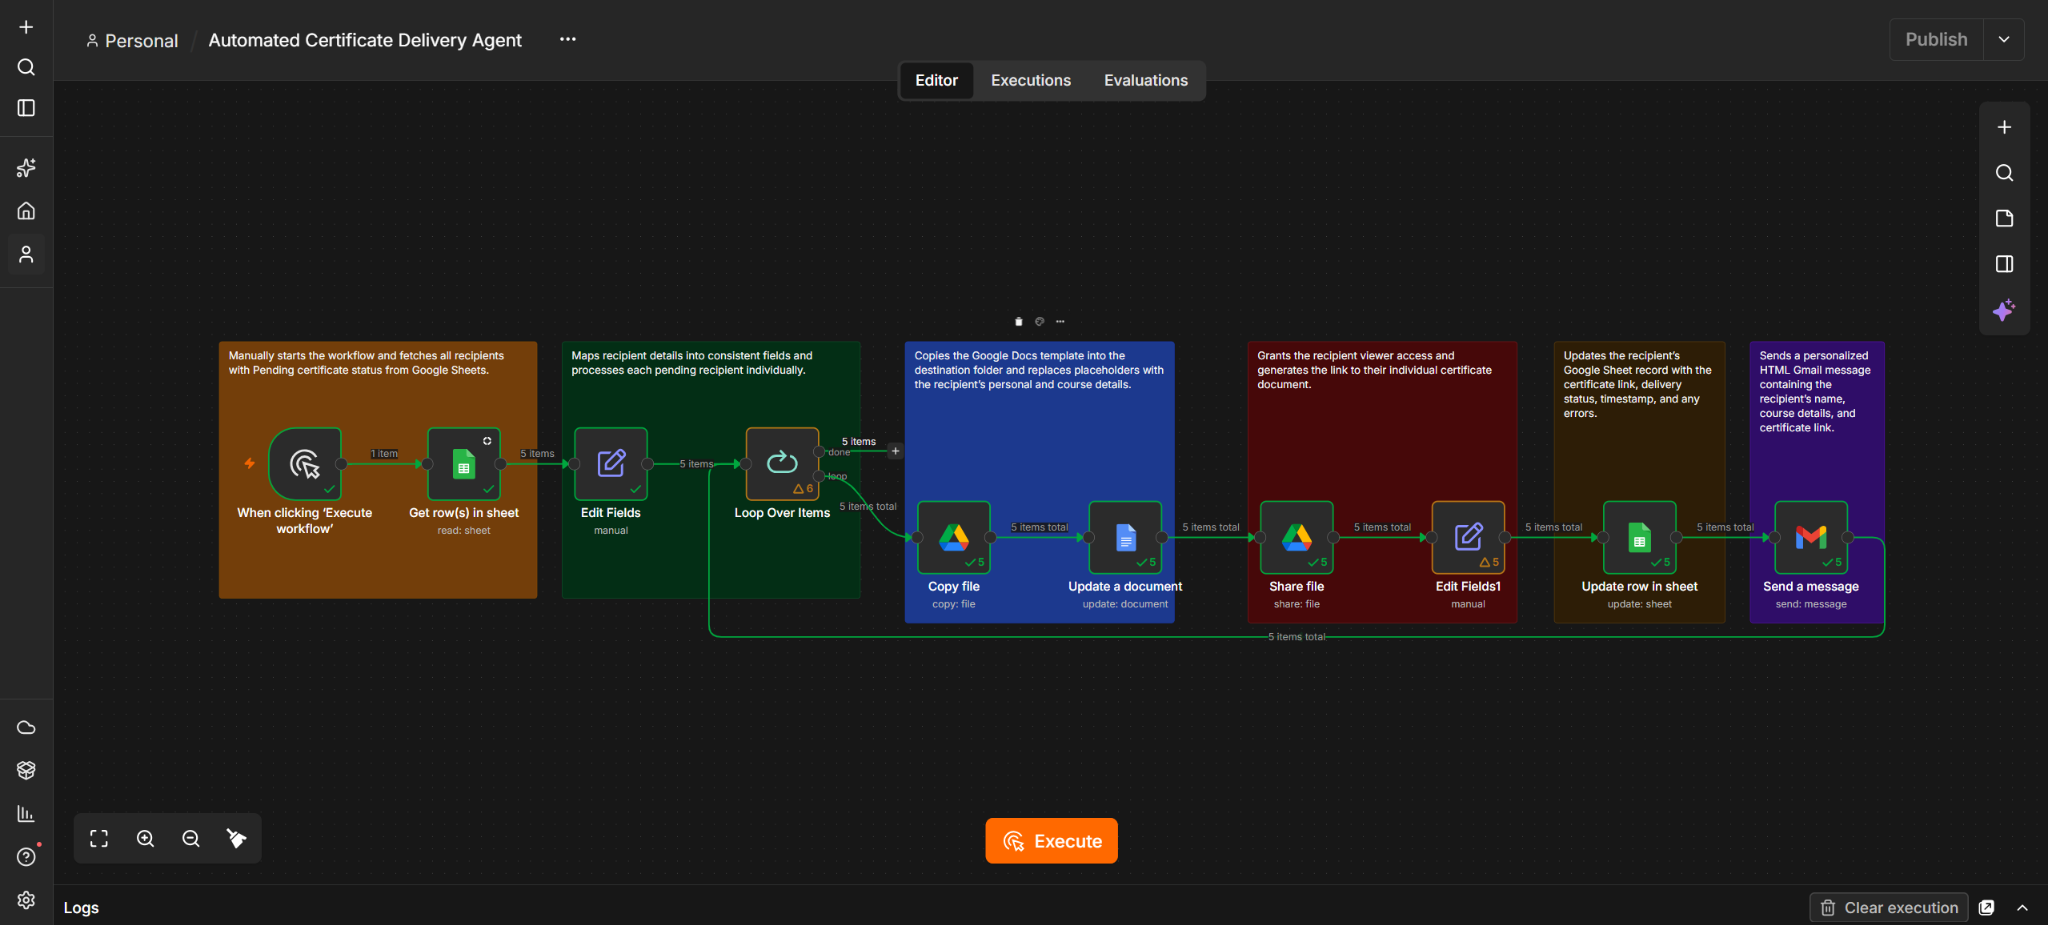 Personal / Automated Certificate Delivery Agent ...
Publish
Editor Executions Evaluations
Manually starts the workflow and fetches all recipients
with Pending certificate status from Google Sheets.
Maps recipient details into consistent fields and
processes each pending recipient individually.
Copies the Google Docs template into the
destination folder and replaces placeholders with
the recipient's personal and course details.
Grants the recipient viewer access and
generates the link to their individual certificate
document.
Updates the recipient's
Google Sheet record with the
certificate link, delivery
status, timestamp, and any
errors.
Sends a personalized
HTML Gmail message
containing the
recipient's name,
course details, and
certificate link.
1 item
5 items
5 items
5 items
done
loop
5 items total
6
When clicking ‘Execute
workflow’
Get row(s) in sheet
read: sheet
Edit Fields
manual
Loop Over Items
5 items total
5 items total
5 items total
5 items total
5 items total
5
5
5
5
5
5
Copy file
copy: file
Update a document
update: document
Share file
share: file
Edit Fields1
manual
Update row in sheet
update: sheet
Send a message
send: message
5 items total
Execute
Logs
Clear execution